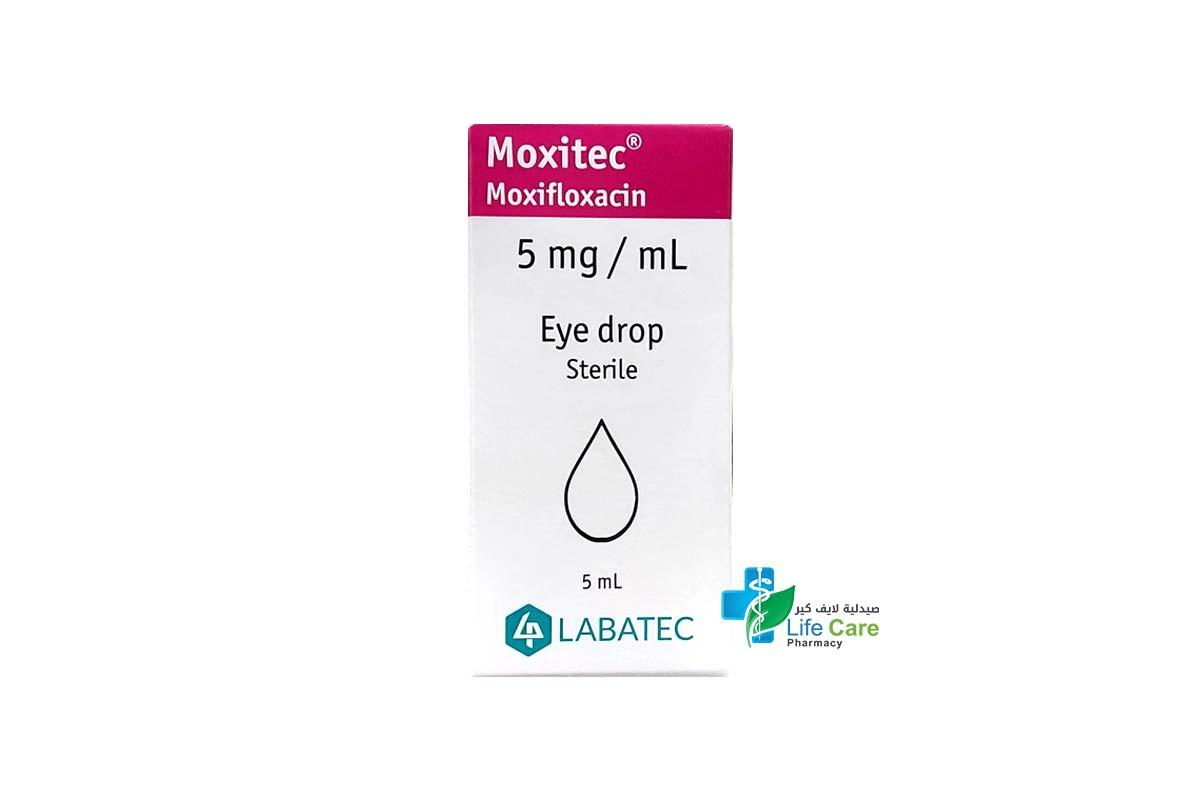 Moxitec®
Moxifloxacin
5 mg / mL
Eye drop
Sterile
5 mL
LABATEC
صيدلية لايف كير
Life Care
Pharmacy